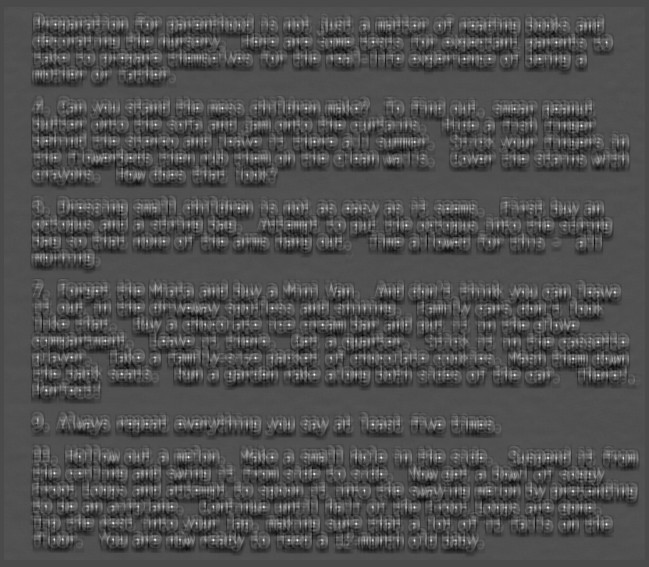 Preparation for parenthood is not just a matter of reading books and
decorating the nursery. Here are some tests for expectant parents to
take to prepare themselves for the real-life experience of being a
mother or father.
4. Can you stand the mess children make? To find out, smear peanut
butter onto the sofa and jam onto the curtains. Hide a fish finger
behind the stereo and leave it there all summer. Stick your fingers in
the flowerbeds then rub them on the clean walls. Cover the stains with
crayons. How does that look?
5. Dressing small children is not as easy as it seems. First buy an
octopus and a string bag. Attempt to put the octopus into the string
bag so that none of the arms hang out. Time allowed for this - all
morning.
7. Forget the Miata and buy a Mini Van. And don't think you can leave
it out in the driveway spotless and shining. Family cars don't look
like that. Buy a chocolate ice cream bar and put it in the glove
compartment. Leave it there. Get a quarter. Stick it in the cassette
player. Take a family-size packet of chocolate cookies. Mash them down
the back seats. Run a garden rake along both sides of the car. There,
perfect!
9. Always repeat everything you say at least five times.
11. Hollow out a melon. Make a small hole in the side. Suspend it from
the ceiling and swing it from side to side. Now get a bowl of soggy
Froot Loops and attempt to spoon it into the swaying melon by pretending
to be an airplane. Continue until half of the Froot Loops are gone.
Tip the rest into your lap, making sure that a lot of it falls on the
floor. You are now ready to feed a 12-month old baby.